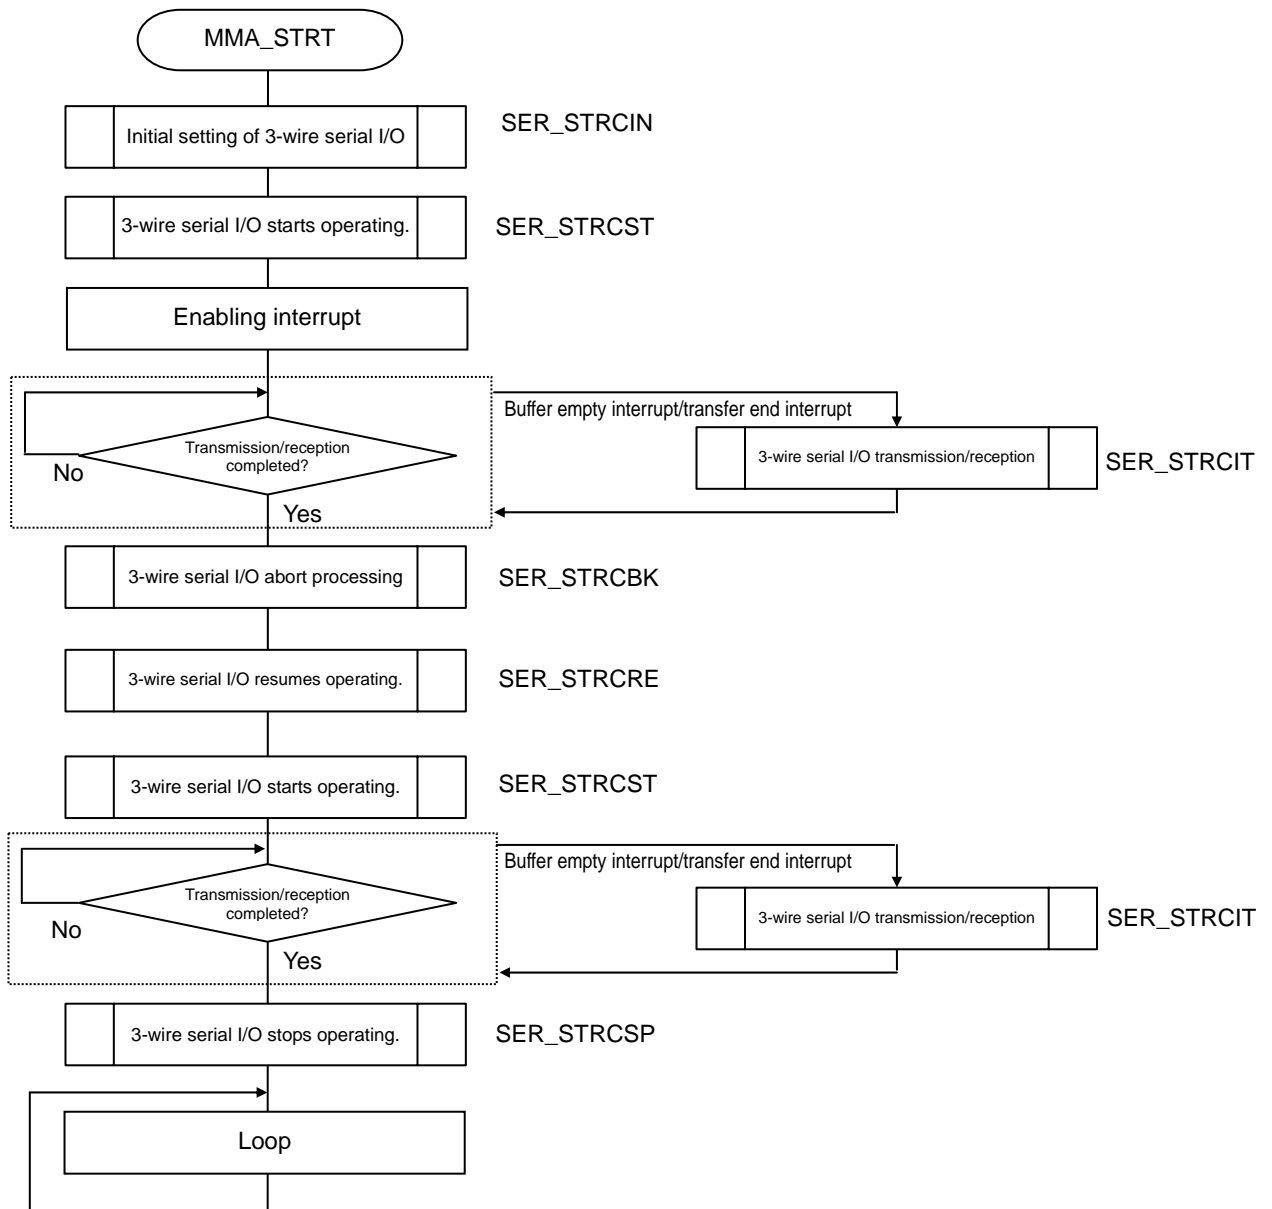 MMA_STRT
Initial setting of 3-wire serial I/O
SER_STRCIN
3-wire serial I/O starts operating.
SER_STRCST
Enabling interrupt
Buffer empty interrupt/transfer end interrupt
Transmission/reception
completed?
No
Yes
3-wire serial I/O transmission/reception
SER_STRCIT
3-wire serial I/O abort processing
SER_STRCBK
3-wire serial I/O resumes operating.
SER_STRCRE
3-wire serial I/O starts operating.
SER_STRCST
Buffer empty interrupt/transfer end interrupt
Transmission/reception
completed?
No
Yes
3-wire serial I/O transmission/reception
SER_STRCIT
3-wire serial I/O stops operating.
SER_STRCSP
Loop